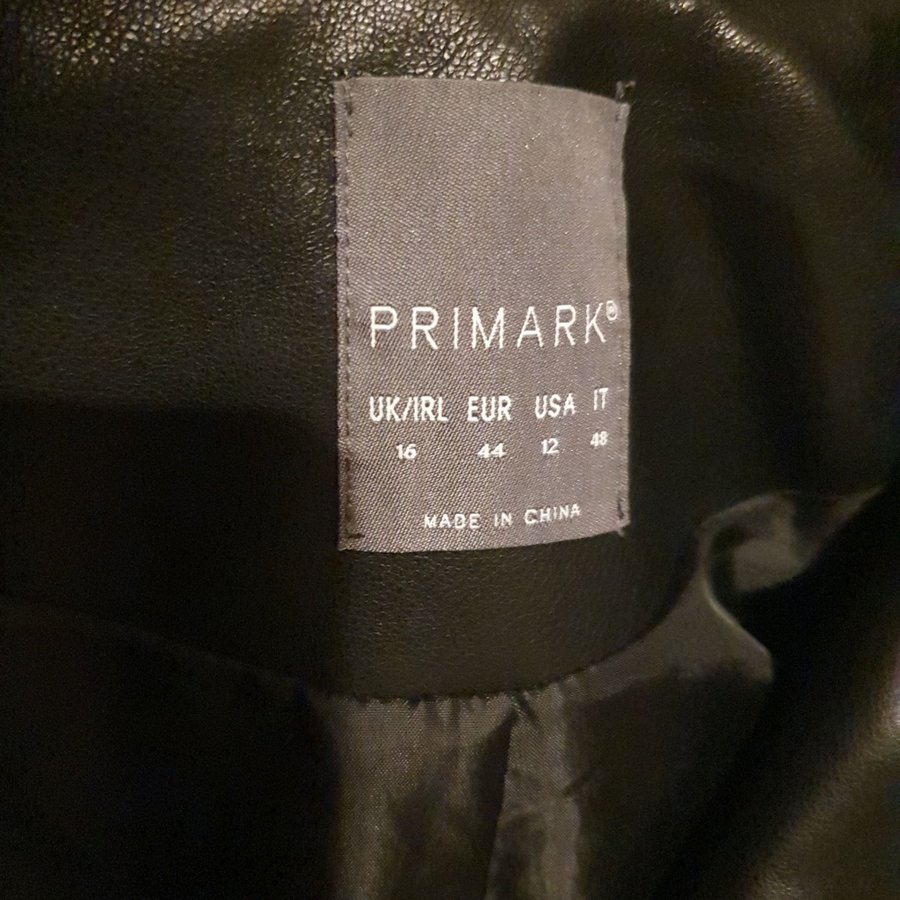 PRIMARK®
UK/IRL EUR USA IT
16 44 12 48
MADE IN CHINA